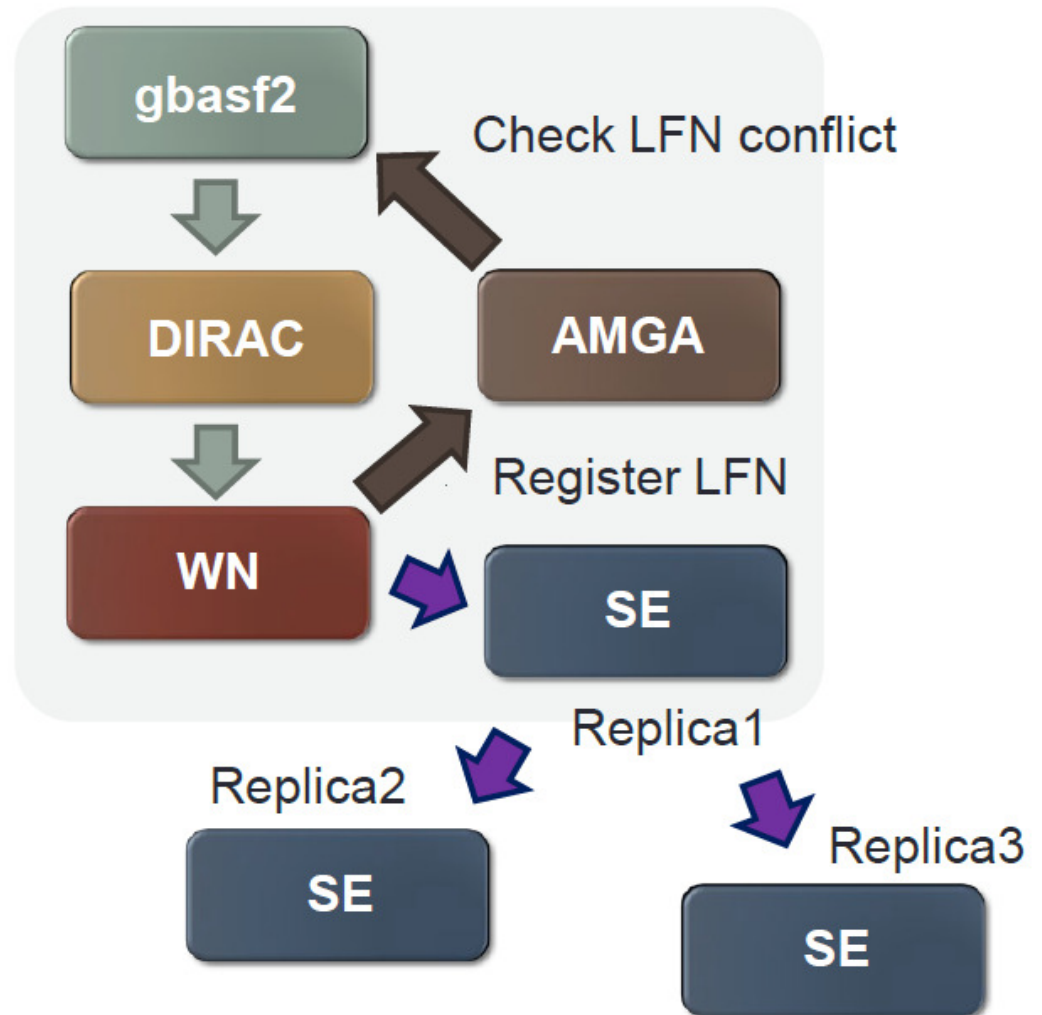 gbasf2
Check LFN conflict
DIRAC
AMGA
Register LFN
WN
SE
Replica1
Replica2
SE
Replica3
SE